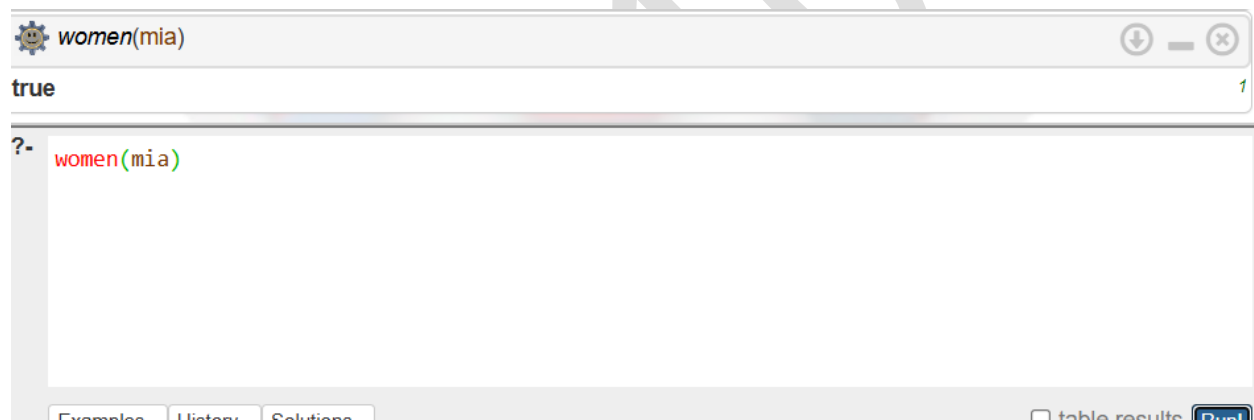 women(mia)
true 1
?- women(mia)
Examples History Solutions table results Run!